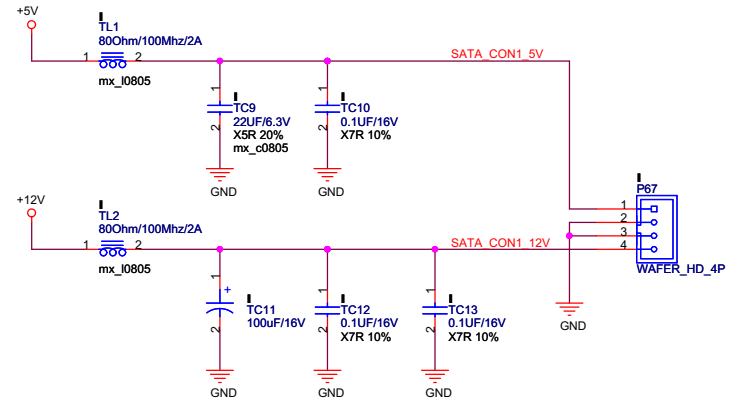 +5V
TL1
80Ohm/100Mhz/2A
1 2
mx_l0805
SATA_CON1_5V
1
TC9
22UF/6.3V
X5R 20%
mx_c0805
2
GND
1
TC10
0.1UF/16V
X7R 10%
2
GND
+12V
TL2
80Ohm/100Mhz/2A
1 2
mx_l0805
SATA_CON1_12V
P67
1
2
3
4
WAFER_HD_4P
GND
1
+
TC11
100uF/16V
2
GND
1
TC12
0.1UF/16V
X7R 10%
2
GND
1
TC13
0.1UF/16V
X7R 10%
2
GND